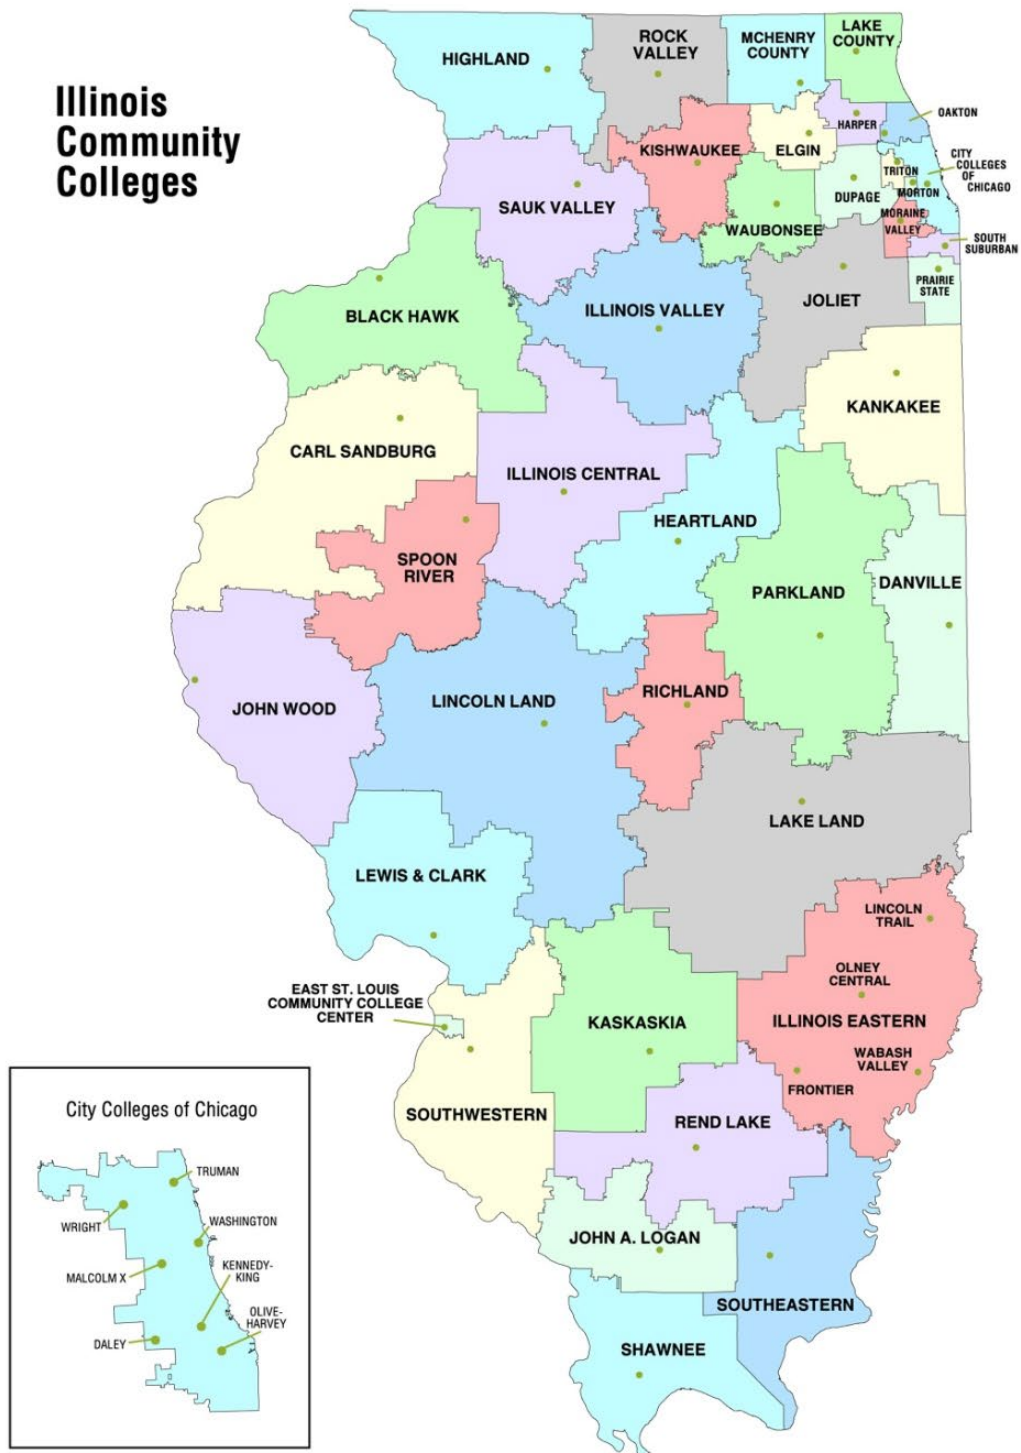 Illinois
Community
Colleges
HIGHLAND
ROCK
VALLEY
MCHENRY
COUNTY
LAKE
COUNTY
OAKTON
HARPER
KISHWAUKEE
ELGIN
CITY
COLLEGES
OF
CHICAGO
TRITON
MORTON
DUPAGE
SAUK VALLEY
WAUBONSEE
MORAINE
VALLEY
SOUTH
SUBURBAN
PRAIRIE
STATE
BLACK HAWK
ILLINOIS VALLEY
JOLIET
KANKAKEE
CARL SANDBURG
ILLINOIS CENTRAL
HEARTLAND
SPOON
RIVER
PARKLAND
DANVILLE
JOHN WOOD
LINCOLN LAND
RICHLAND
LAKE LAND
LEWIS & CLARK
LINCOLN
TRAIL
OLNEY
CENTRAL
EAST ST. LOUIS
COMMUNITY COLLEGE
CENTER
KASKASKIA
ILLINOIS EASTERN
WABASH
VALLEY
FRONTIER
SOUTHWESTERN
REND LAKE
JOHN A. LOGAN
SOUTHEASTERN
SHAWNEE
City Colleges of Chicago
TRUMAN
WRIGHT
WASHINGTON
MALCOLM X
KENNEDY-
KING
OLIVE-
HARVEY
DALEY